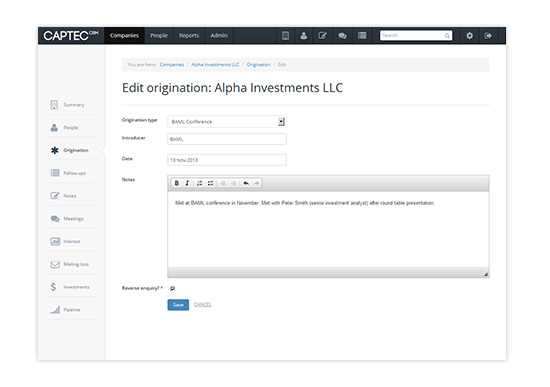 CAPTEC CRM Companies People Reports Admin Search
You are here: Companies / Alpha Investments LLC / Origination / Edit
Edit origination: Alpha Investments LLC
Summary
People
Origination
Follow ups
Notes
Meetings
Interest
Mailing lists
Investments
Pipeline
Origination type BAML Conference
Introducer BAML
Date 13 Nov 2013
Notes
B I
Met at BAML conference in November. Met with Peter Smith (senior investment analyst) after round table presentation.
Reverse enquiry? *
Save CANCEL